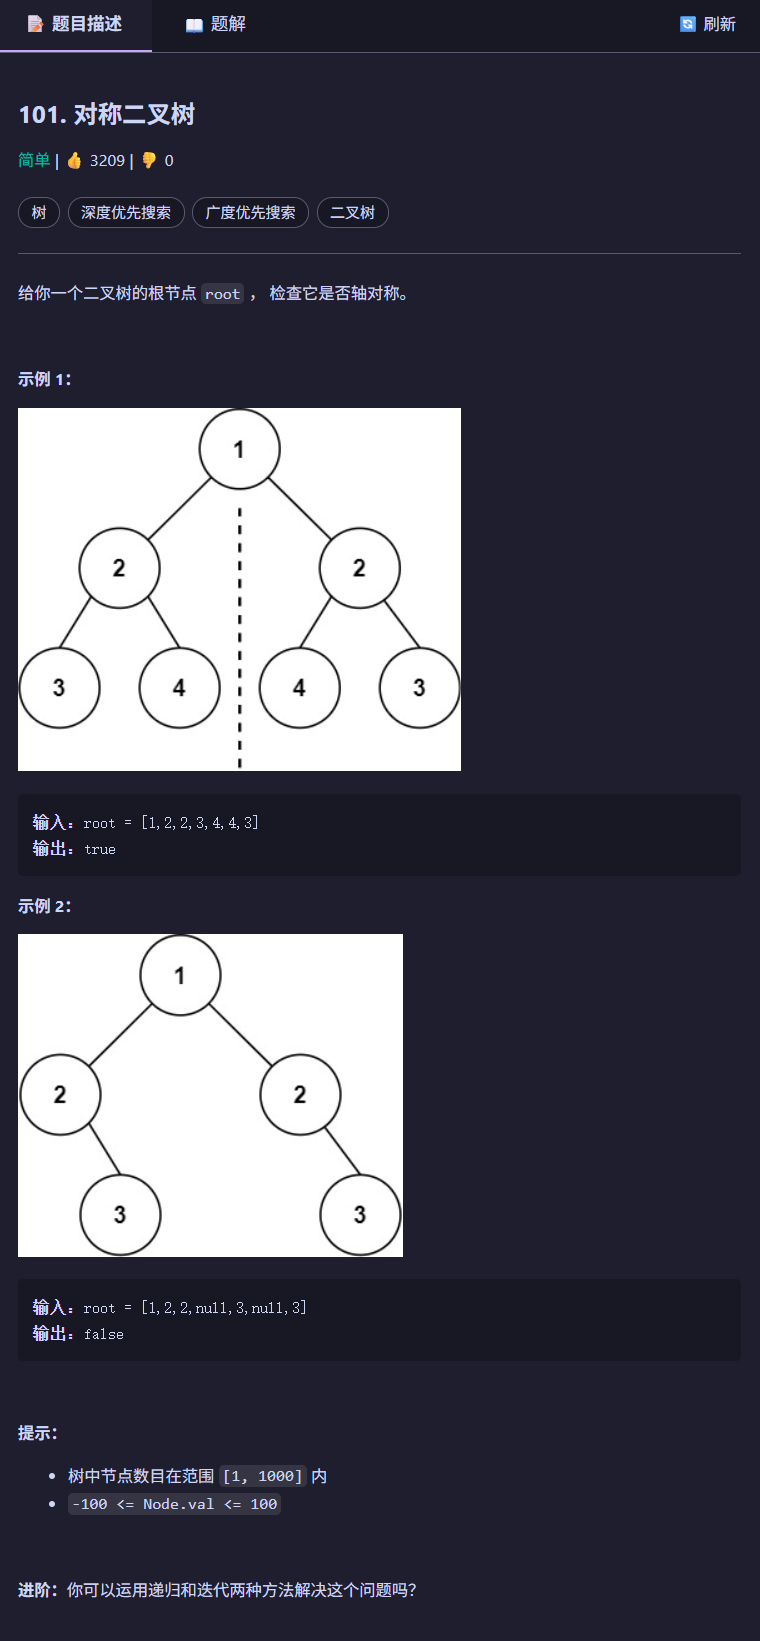 📝 题目描述 📖 题解 🔄 刷新
101. 对称二叉树
简单 | 👍 3209 | 👎 0
树 深度优先搜索 广度优先搜索 二叉树
给你一个二叉树的根节点 root ， 检查它是否轴对称。
示例 1：
1
2 2
3 4 4 3
输入：root = [1,2,2,3,4,4,3]
输出：true
示例 2：
1
2 2
3 3
输入：root = [1,2,2,null,3,null,3]
输出：false
提示：
树中节点数目在范围 [1, 1000] 内
-100 <= Node.val <= 100
进阶：你可以运用递归和迭代两种方法解决这个问题吗？